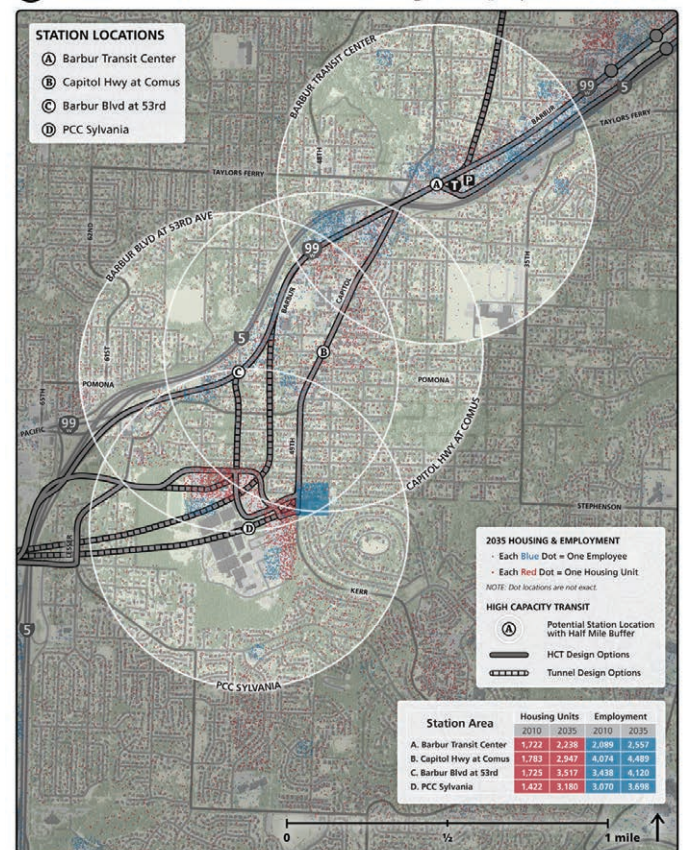 STATION LOCATIONS
A Barbur Transit Center
B Capitol Hwy at Comus
C Barbur Blvd at 53rd
D PCC Sylvania
BARBUR TRANSIT CENTER
99
5
BARBUR
TAYLORS FERRY
48TH
TAYLORS FERRY
A T P
62ND
BARBUR BLVD AT 53RD AVE
35TH
99
CAPITOL
BARBUR
5
61ST
B
C
POMONA
POMONA
65TH
PACIFIC
99
49TH
CAPITOL HWY AT COMUS
STEPHENSON
D
LESSER
KERR
5
PCC SYLVANIA
2035 HOUSING & EMPLOYMENT
· Each Blue Dot = One Employee
· Each Red Dot = One Housing Unit
NOTE: Dot locations are not exact.
HIGH CAPACITY TRANSIT
A Potential Station Location
with Half Mile Buffer
HCT Design Options
Tunnel Design Options
Station Area Housing Units Employment
2010 2035 2010 2035
A. Barbur Transit Center 1,722 2,238 2,089 2,557
B. Capitol Hwy at Comus 1,783 2,947 4,074 4,489
C. Barbur Blvd at 53rd 1,725 3,517 3,438 4,120
D. PCC Sylvania 1,422 3,180 3,070 3,698
0 ½ 1 mile